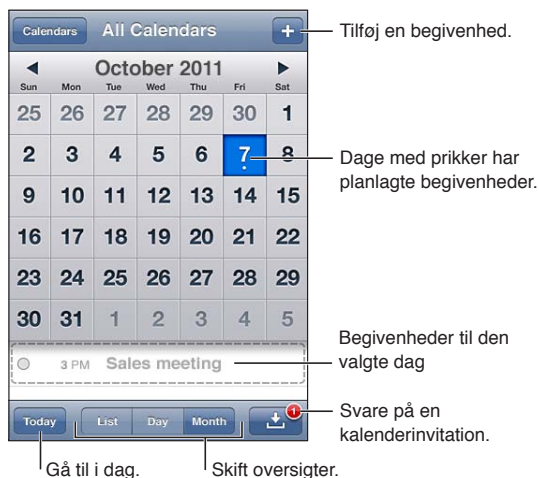 Calendars All Calendars +
Tilføj en begivenhed.
October 2011
Sun Mon Tue Wed Thu Fri Sat
25 26 27 28 29 30 1
2 3 4 5 6 7 8
Dage med prikker har
planlagte begivenheder.
9 10 11 12 13 14 15
16 17 18 19 20 21 22
23 24 25 26 27 28 29
30 31 1 2 3 4 5
Begivenheder til den
valgte dag
3 PM Sales meeting
Today List Day Month 1
Svare på en
kalenderinvitation.
Gå til i dag. Skift oversigter.